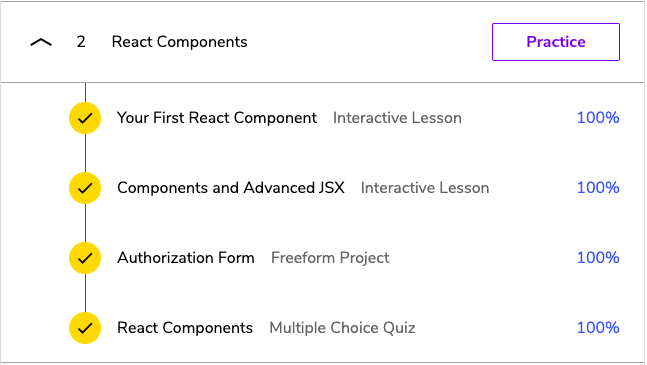 2 React Components Practice
Your First React Component Interactive Lesson 100%
Components and Advanced JSX Interactive Lesson 100%
Authorization Form Freeform Project 100%
React Components Multiple Choice Quiz 100%